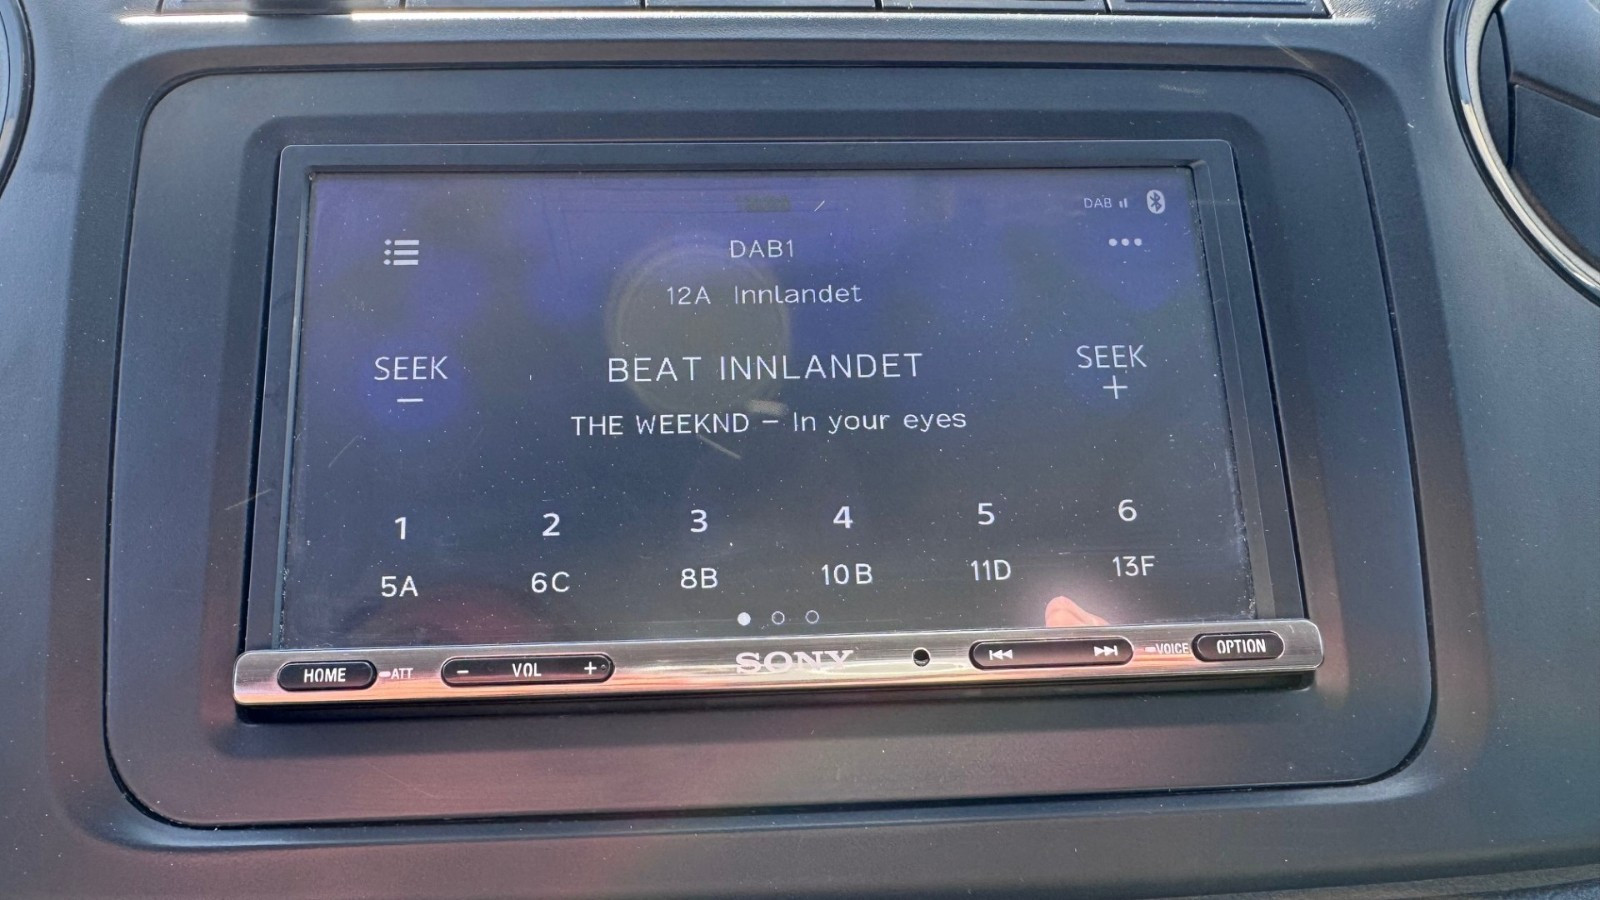 DAB
DAB1
12A Innlandet
SEEK
–
BEAT INNLANDET
SEEK
+
THE WEEKND – In your eyes
1 2 3 4 5 6
5A 6C 8B 10B 11D 13F
HOME ATT – VOL + SONY VOICE OPTION